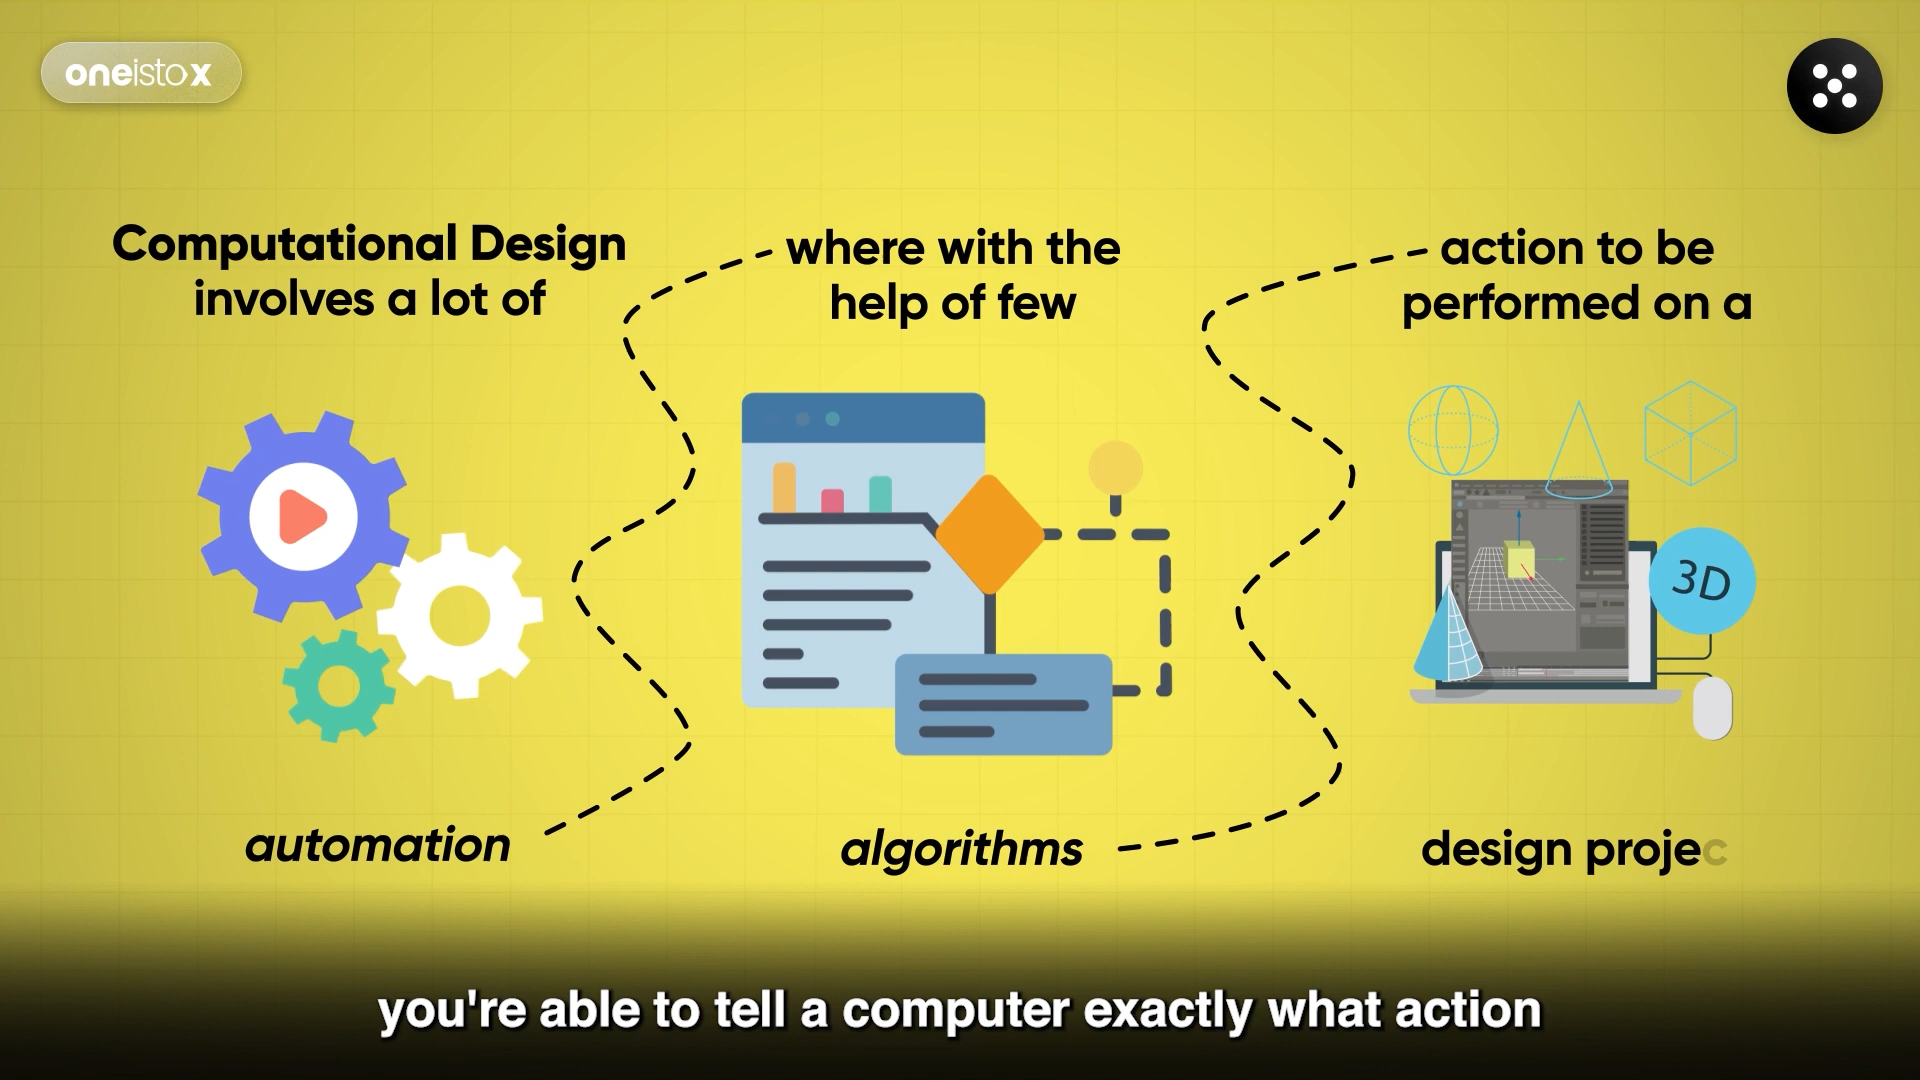 oneistox
Computational Design
involves a lot of
automation
where with the
help of few
algorithms
action to be
performed on a
3D
design projec
you're able to tell a computer exactly what action